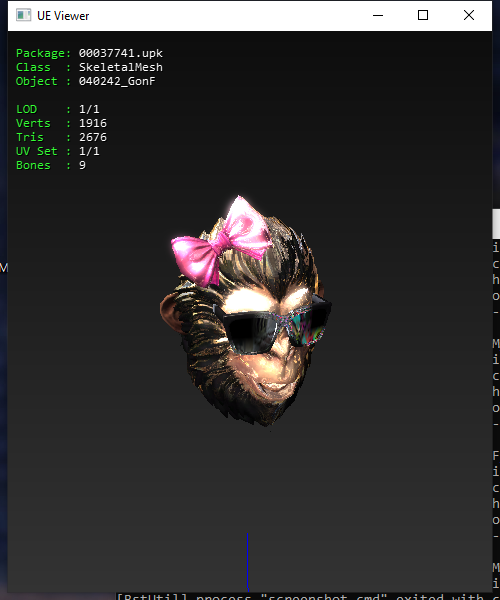 UE Viewer
Package: 00037741.upk
Class : SkeletalMesh
Object : 040242_GonF
LOD : 1/1
Verts : 1916
Tris : 2676
UV Set : 1/1
Bones : 9
M
i
c
h
o
-
M
i
c
h
o
-
F
i
c
h
o
-
M
i
[BstUtil] process "screenshot.cmd" exited with c